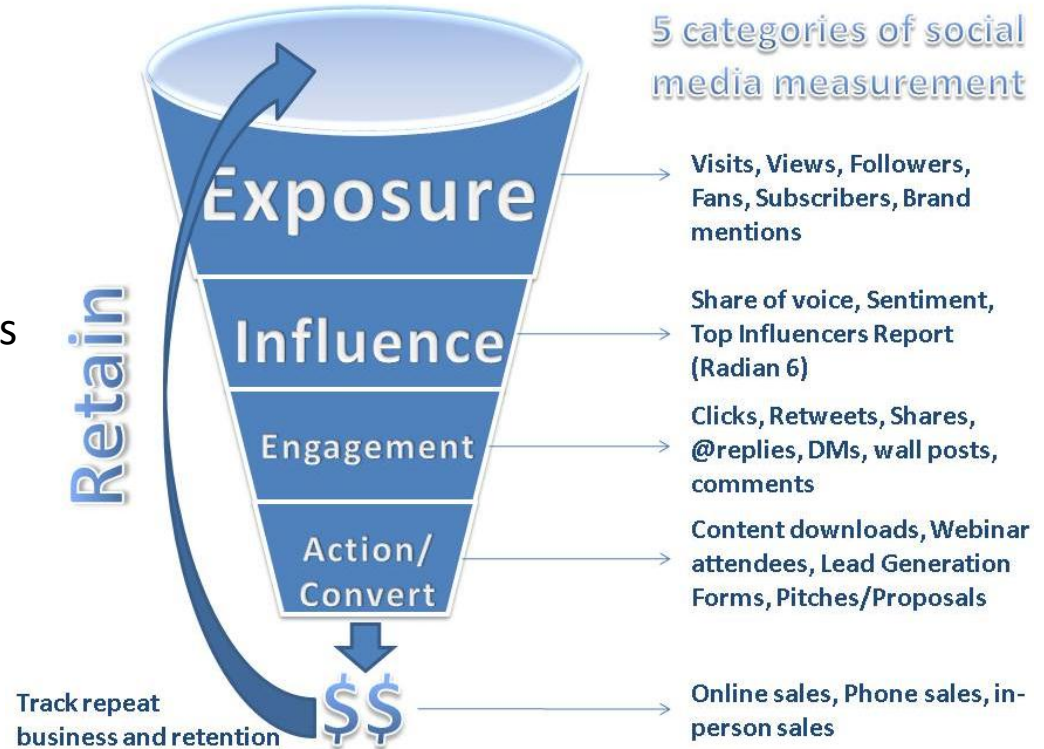 5 categories of social
media measurement
Exposure
Visits, Views, Followers,
Fans, Subscribers, Brand
mentions
s
Influence
Share of voice, Sentiment,
Top Influencers Report
(Radian 6)
Retain
Engagement
Clicks, Retweets, Shares,
@replies, DMs, wall posts,
comments
Action/
Convert
Content downloads, Webinar
attendees, Lead Generation
Forms, Pitches/Proposals
$$
Online sales, Phone sales, in-
person sales
Track repeat
business and retention